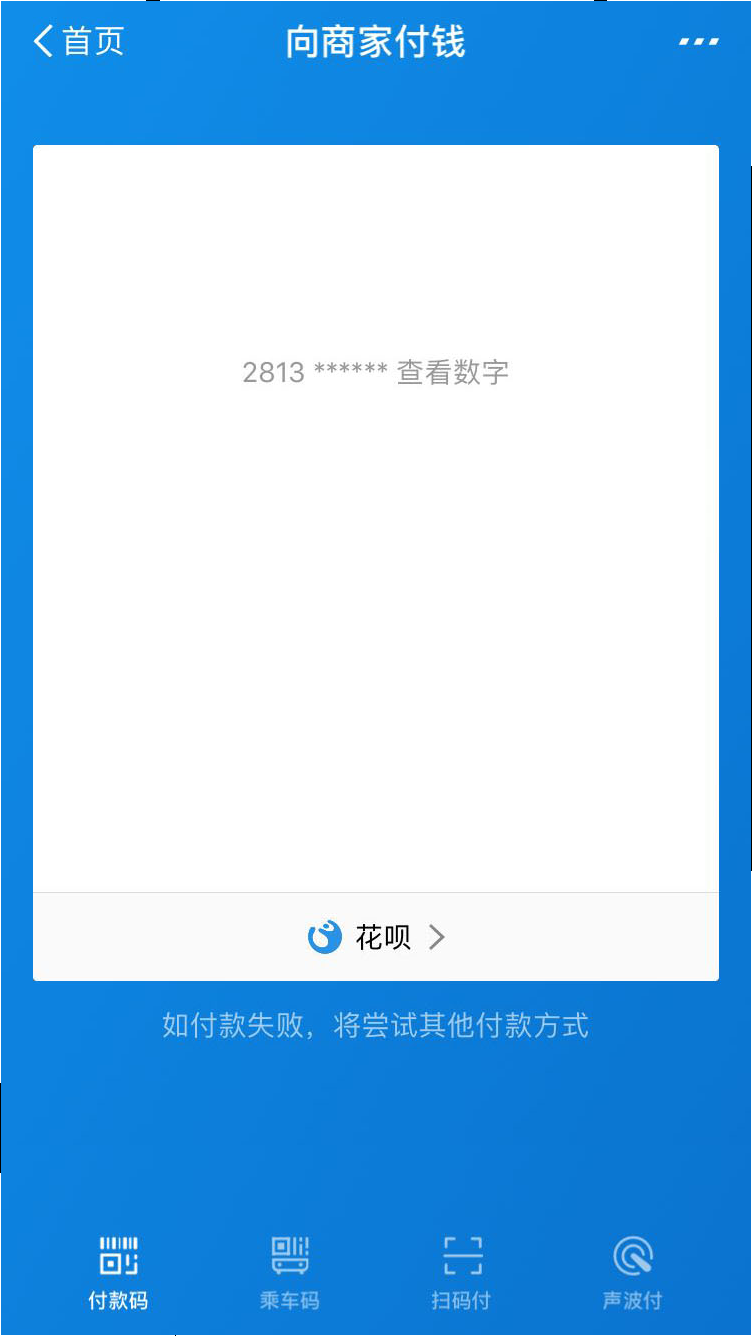 首页
向商家付钱
2813 ****** 查看数字
花呗
如付款失败，将尝试其他付款方式
付款码
乘车码
扫码付
声波付